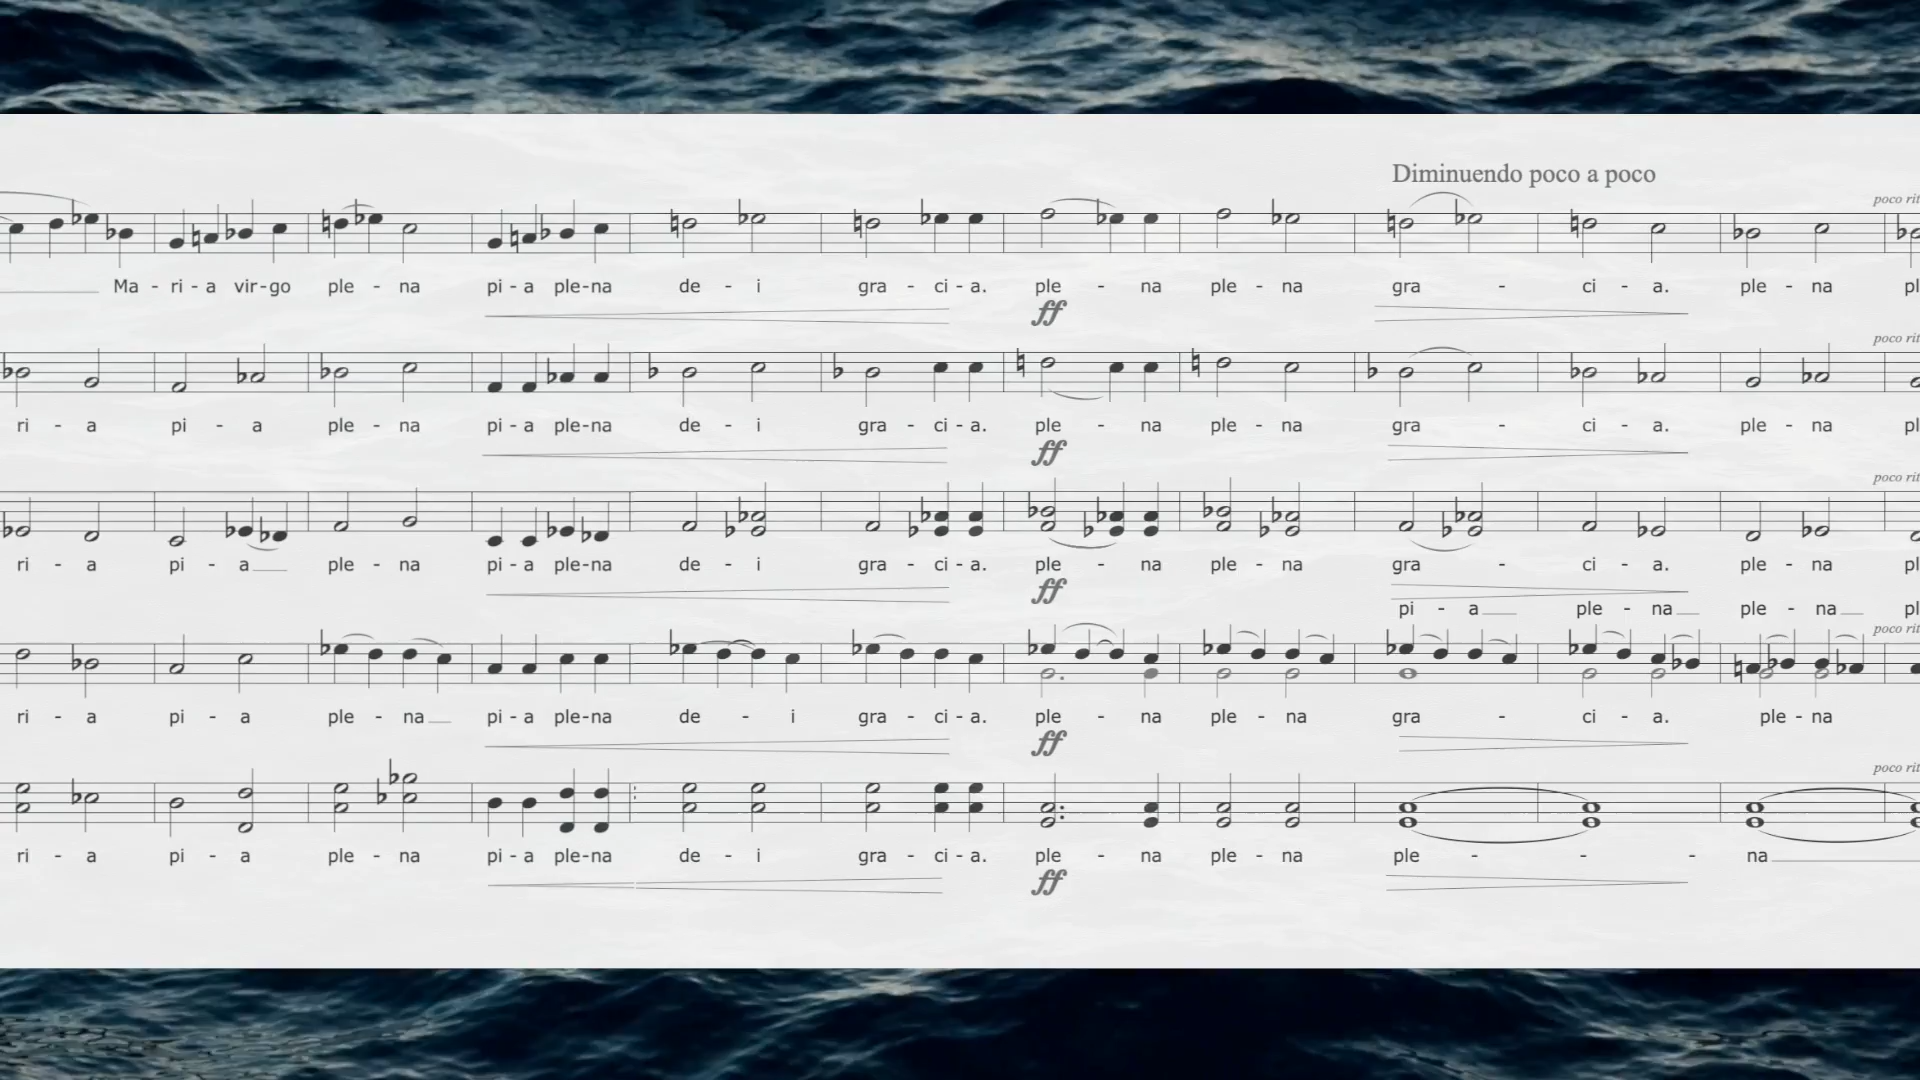 Diminuendo poco a poco
poco rit
Ma - ri - a vir - go ple - na pi - a ple - na de - i gra - ci - a. ple - na ple - na gra - ci - a. ple - na pl
ff
poco rit
ri - a pi - a ple - na pi - a ple - na de - i gra - ci - a. ple - na ple - na gra - ci - a. ple - na pl
ff
poco rit
ri - a pi - a ple - na pi - a ple - na de - i gra - ci - a. ple - na ple - na gra - ci - a. ple - na pl
ff
pi - a ple - na ple - na pl
poco rit
ri - a pi - a ple - na pi - a ple - na de - i gra - ci - a. ple - na ple - na gra - ci - a. ple - na
ff
poco rit
ri - a pi - a ple - na pi - a ple - na de - i gra - ci - a. ple - na ple - na ple - - - na
ff